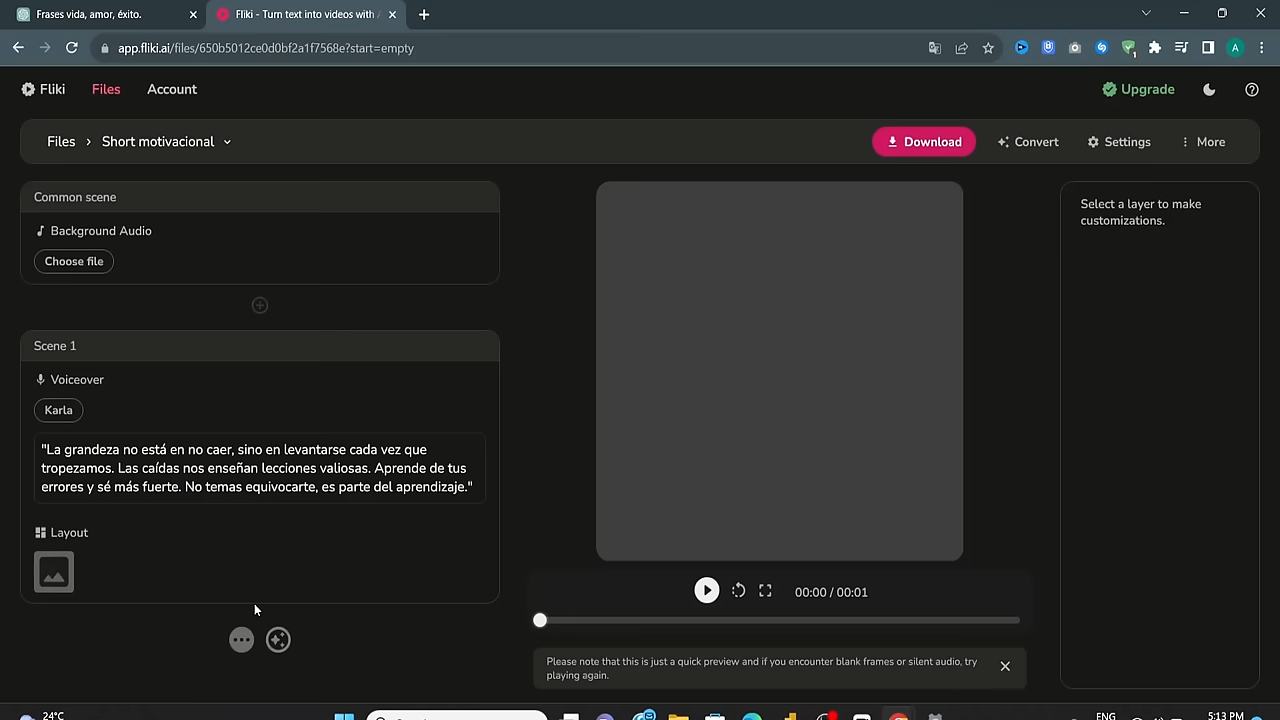 Frases vida, amor, éxito.
Fliki - Turn text into videos with
app.fliki.ai/files/650b5012ce0d0bf2a1f7568e?start=empty
Fliki Files Account Upgrade
Files > Short motivacional Download Convert Settings More
Common scene
Background Audio
Choose file
Scene 1
Voiceover
Karla
"La grandeza no está en no caer, sino en levantarse cada vez que
tropezamos. Las caídas nos enseñan lecciones valiosas. Aprende de tus
errores y sé más fuerte. No temas equivocarte, es parte del aprendizaje."
Layout
00:00 / 00:01
Please note that this is just a quick preview and if you encounter blank frames or silent audio, try
playing again.
Select a layer to make
customizations.
24°C
ENG
5:13 PM